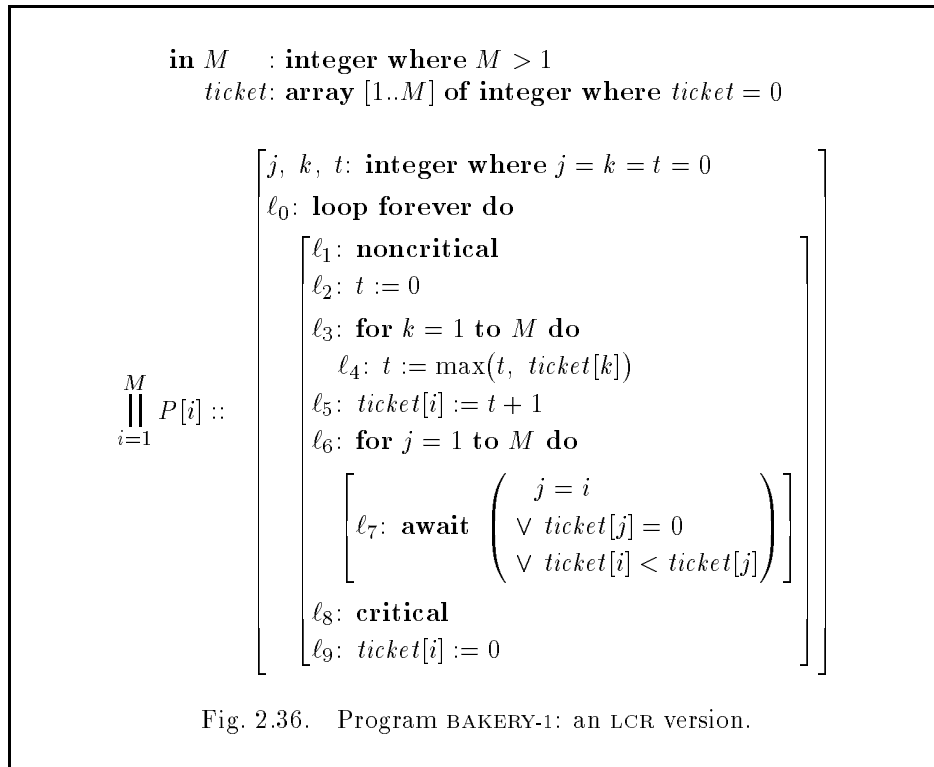 in M : integer where M > 1
ticket: array [1..M] of integer where ticket = 0
j, k, t: integer where j = k = t = 0
ℓ0: loop forever do
ℓ1: noncritical
ℓ2: t := 0
ℓ3: for k = 1 to M do
ℓ4: t := max(t, ticket[k])
M
|| P[i] ::
i=1
ℓ5: ticket[i] := t + 1
ℓ6: for j = 1 to M do
j = i
ℓ7: await ∨ ticket[j] = 0
∨ ticket[i] < ticket[j]
ℓ8: critical
ℓ9: ticket[i] := 0
Fig. 2.36. Program BAKERY-1: an LCR version.